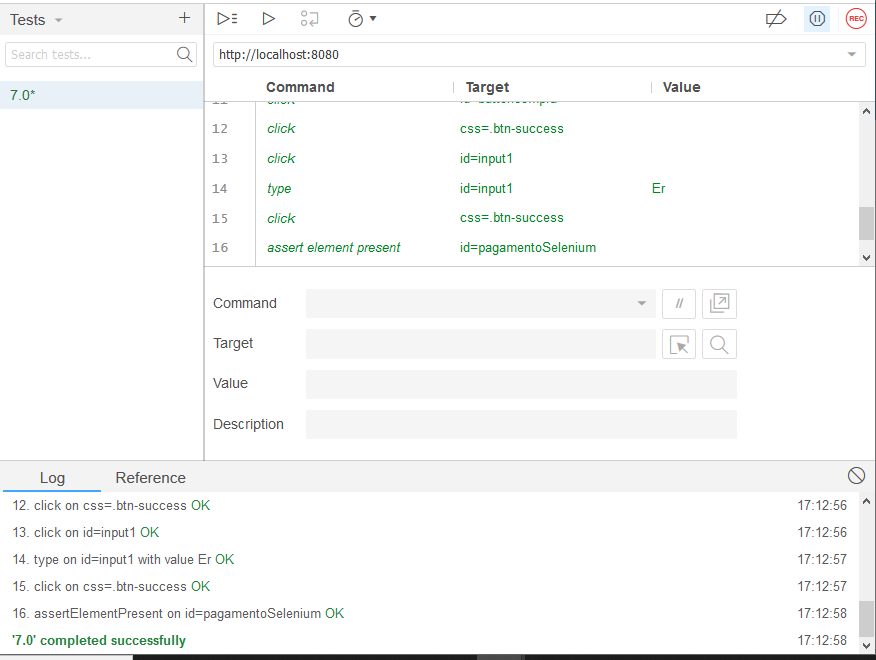 Tests
REC
Search tests...
http://localhost:8080
7.0*
Command Target Value
12 click css=.btn-success
13 click id=input1
14 type id=input1 Er
15 click css=.btn-success
16 assert element present id=pagamentoSelenium
Command //
Target
Value
Description
Log Reference
12. click on css=.btn-success OK 17:12:56
13. click on id=input1 OK 17:12:56
14. type on id=input1 with value Er OK 17:12:57
15. click on css=.btn-success OK 17:12:57
16. assertElementPresent on id=pagamentoSelenium OK 17:12:58
'7.0' completed successfully 17:12:58